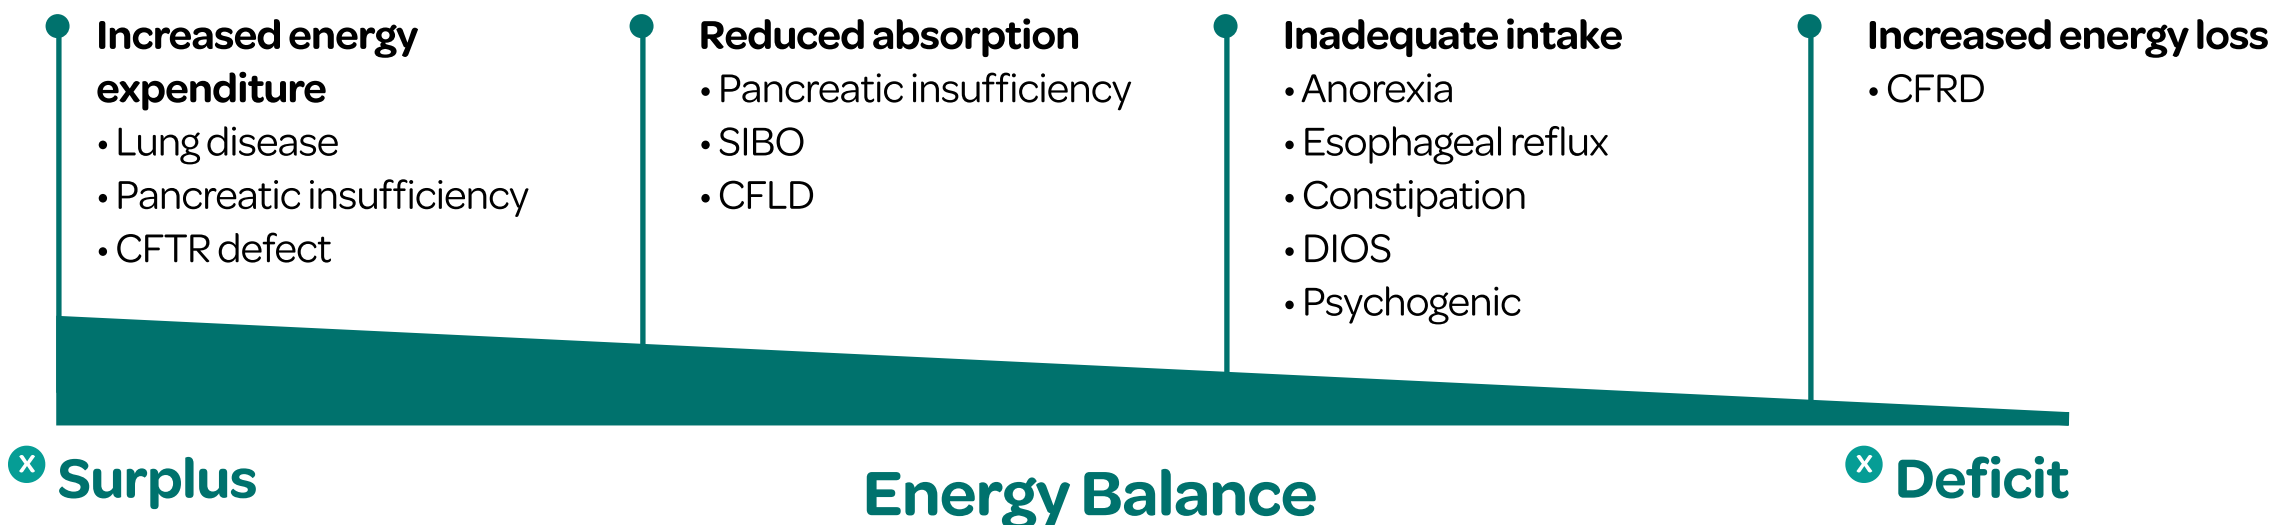 Increased energy
expenditure
• Lung disease
• Pancreatic insufficiency
• CFTR defect
Reduced absorption
• Pancreatic insufficiency
• SIBO
• CFLD
Inadequate intake
• Anorexia
• Esophageal reflux
• Constipation
• DIOS
• Psychogenic
Increased energy loss
• CFRD
X Surplus
Energy Balance
X Deficit